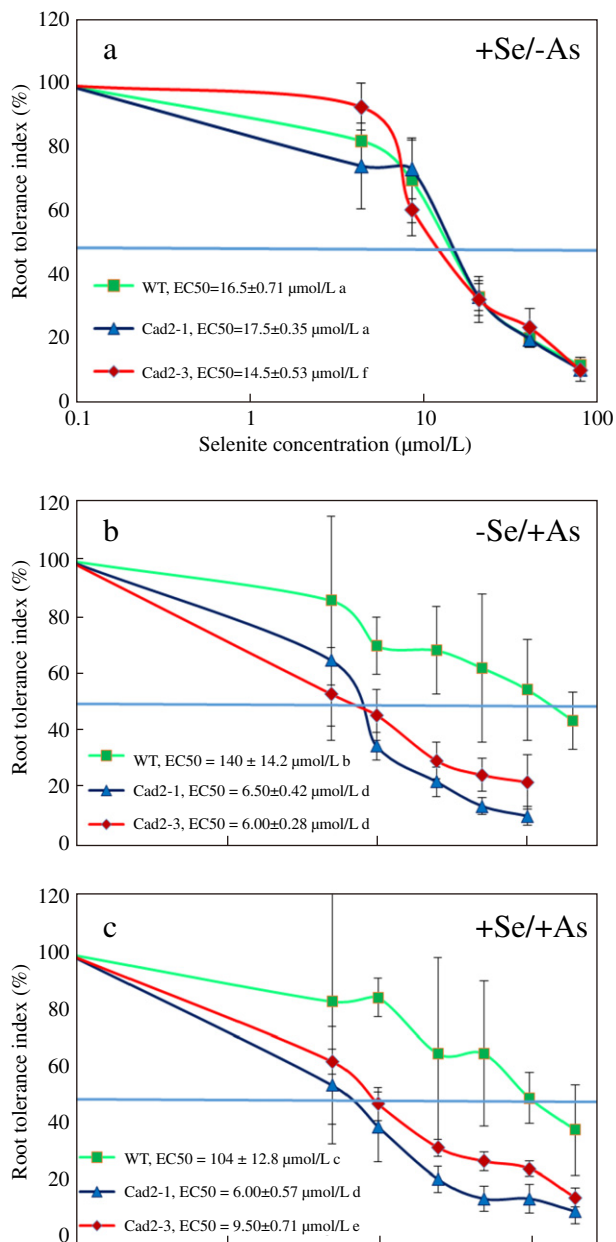 a
+Se/-As
Root tolerance index (%)
120
100
80
60
40
20
0
WT, EC50=16.5±0.71 µmol/L a
Cad2-1, EC50=17.5±0.35 µmol/L a
Cad2-3, EC50=14.5±0.53 µmol/L f
0.1
1
10
100
Selenite concentration (µmol/L)
b
-Se/+As
Root tolerance index (%)
120
100
80
60
40
20
0
WT, EC50 = 140 ± 14.2 µmol/L b
Cad2-1, EC50 = 6.50±0.42 µmol/L d
Cad2-3, EC50 = 6.00±0.28 µmol/L d
c
+Se/+As
Root tolerance index (%)
120
100
80
60
40
20
0
WT, EC50 = 104 ± 12.8 µmol/L c
Cad2-1, EC50 = 6.00±0.57 µmol/L d
Cad2-3, EC50 = 9.50±0.71 µmol/L e